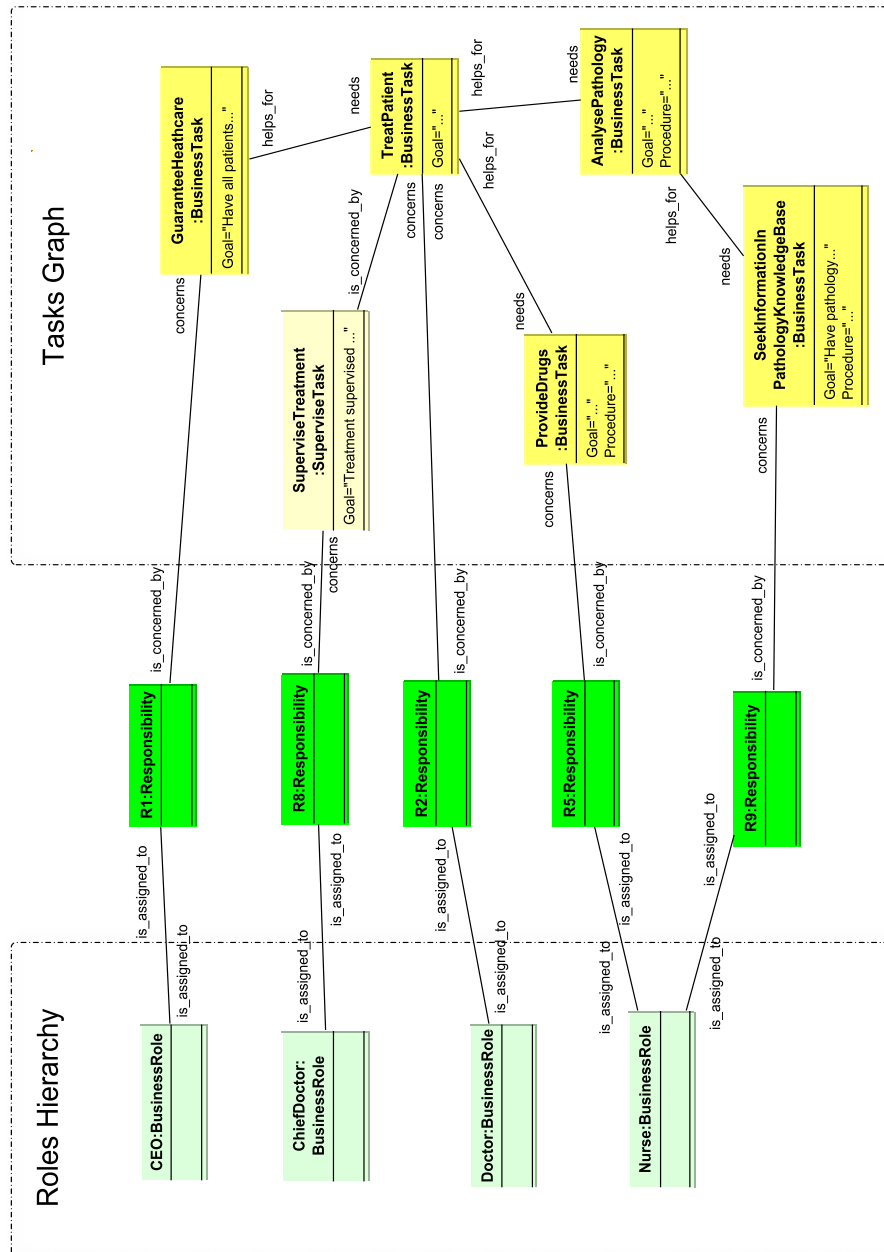 Tasks Graph
GuaranteeHeathcare
:BusinessTask
Goal="Have all patients..."
helps_for
needs
TreatPatient
:BusinessTask
Goal="..."
helps_for
needs
AnalysePathology
:BusinessTask
Goal="..."
Procedure="..."
helps_for
needs
SeekInformationIn
PathologyKnowledgeBase
:BusinessTask
Goal="Have pathology..."
Procedure="..."
helps_for
needs
ProvideDrugs
:BusinessTask
Goal="..."
Procedure="..."
is_concerned_by
SuperviseTreatment
:SuperviseTask
Goal="Treatment supervised ..."
concerns
concerns
concerns
concerns
concerns
concerns
is_concerned_by
is_concerned_by
is_concerned_by
is_concerned_by
is_concerned_by
R1:Responsibility
R8:Responsibility
R2:Responsibility
R5:Responsibility
R9:Responsibility
is_assigned_to
is_assigned_to
is_assigned_to
is_assigned_to
is_assigned_to
is_assigned_to
is_assigned_to
is_assigned_to
is_assigned_to
is_assigned_to
Roles Hierarchy
CEO:BusinessRole
ChiefDoctor:
BusinessRole
Doctor:BusinessRole
Nurse:BusinessRole